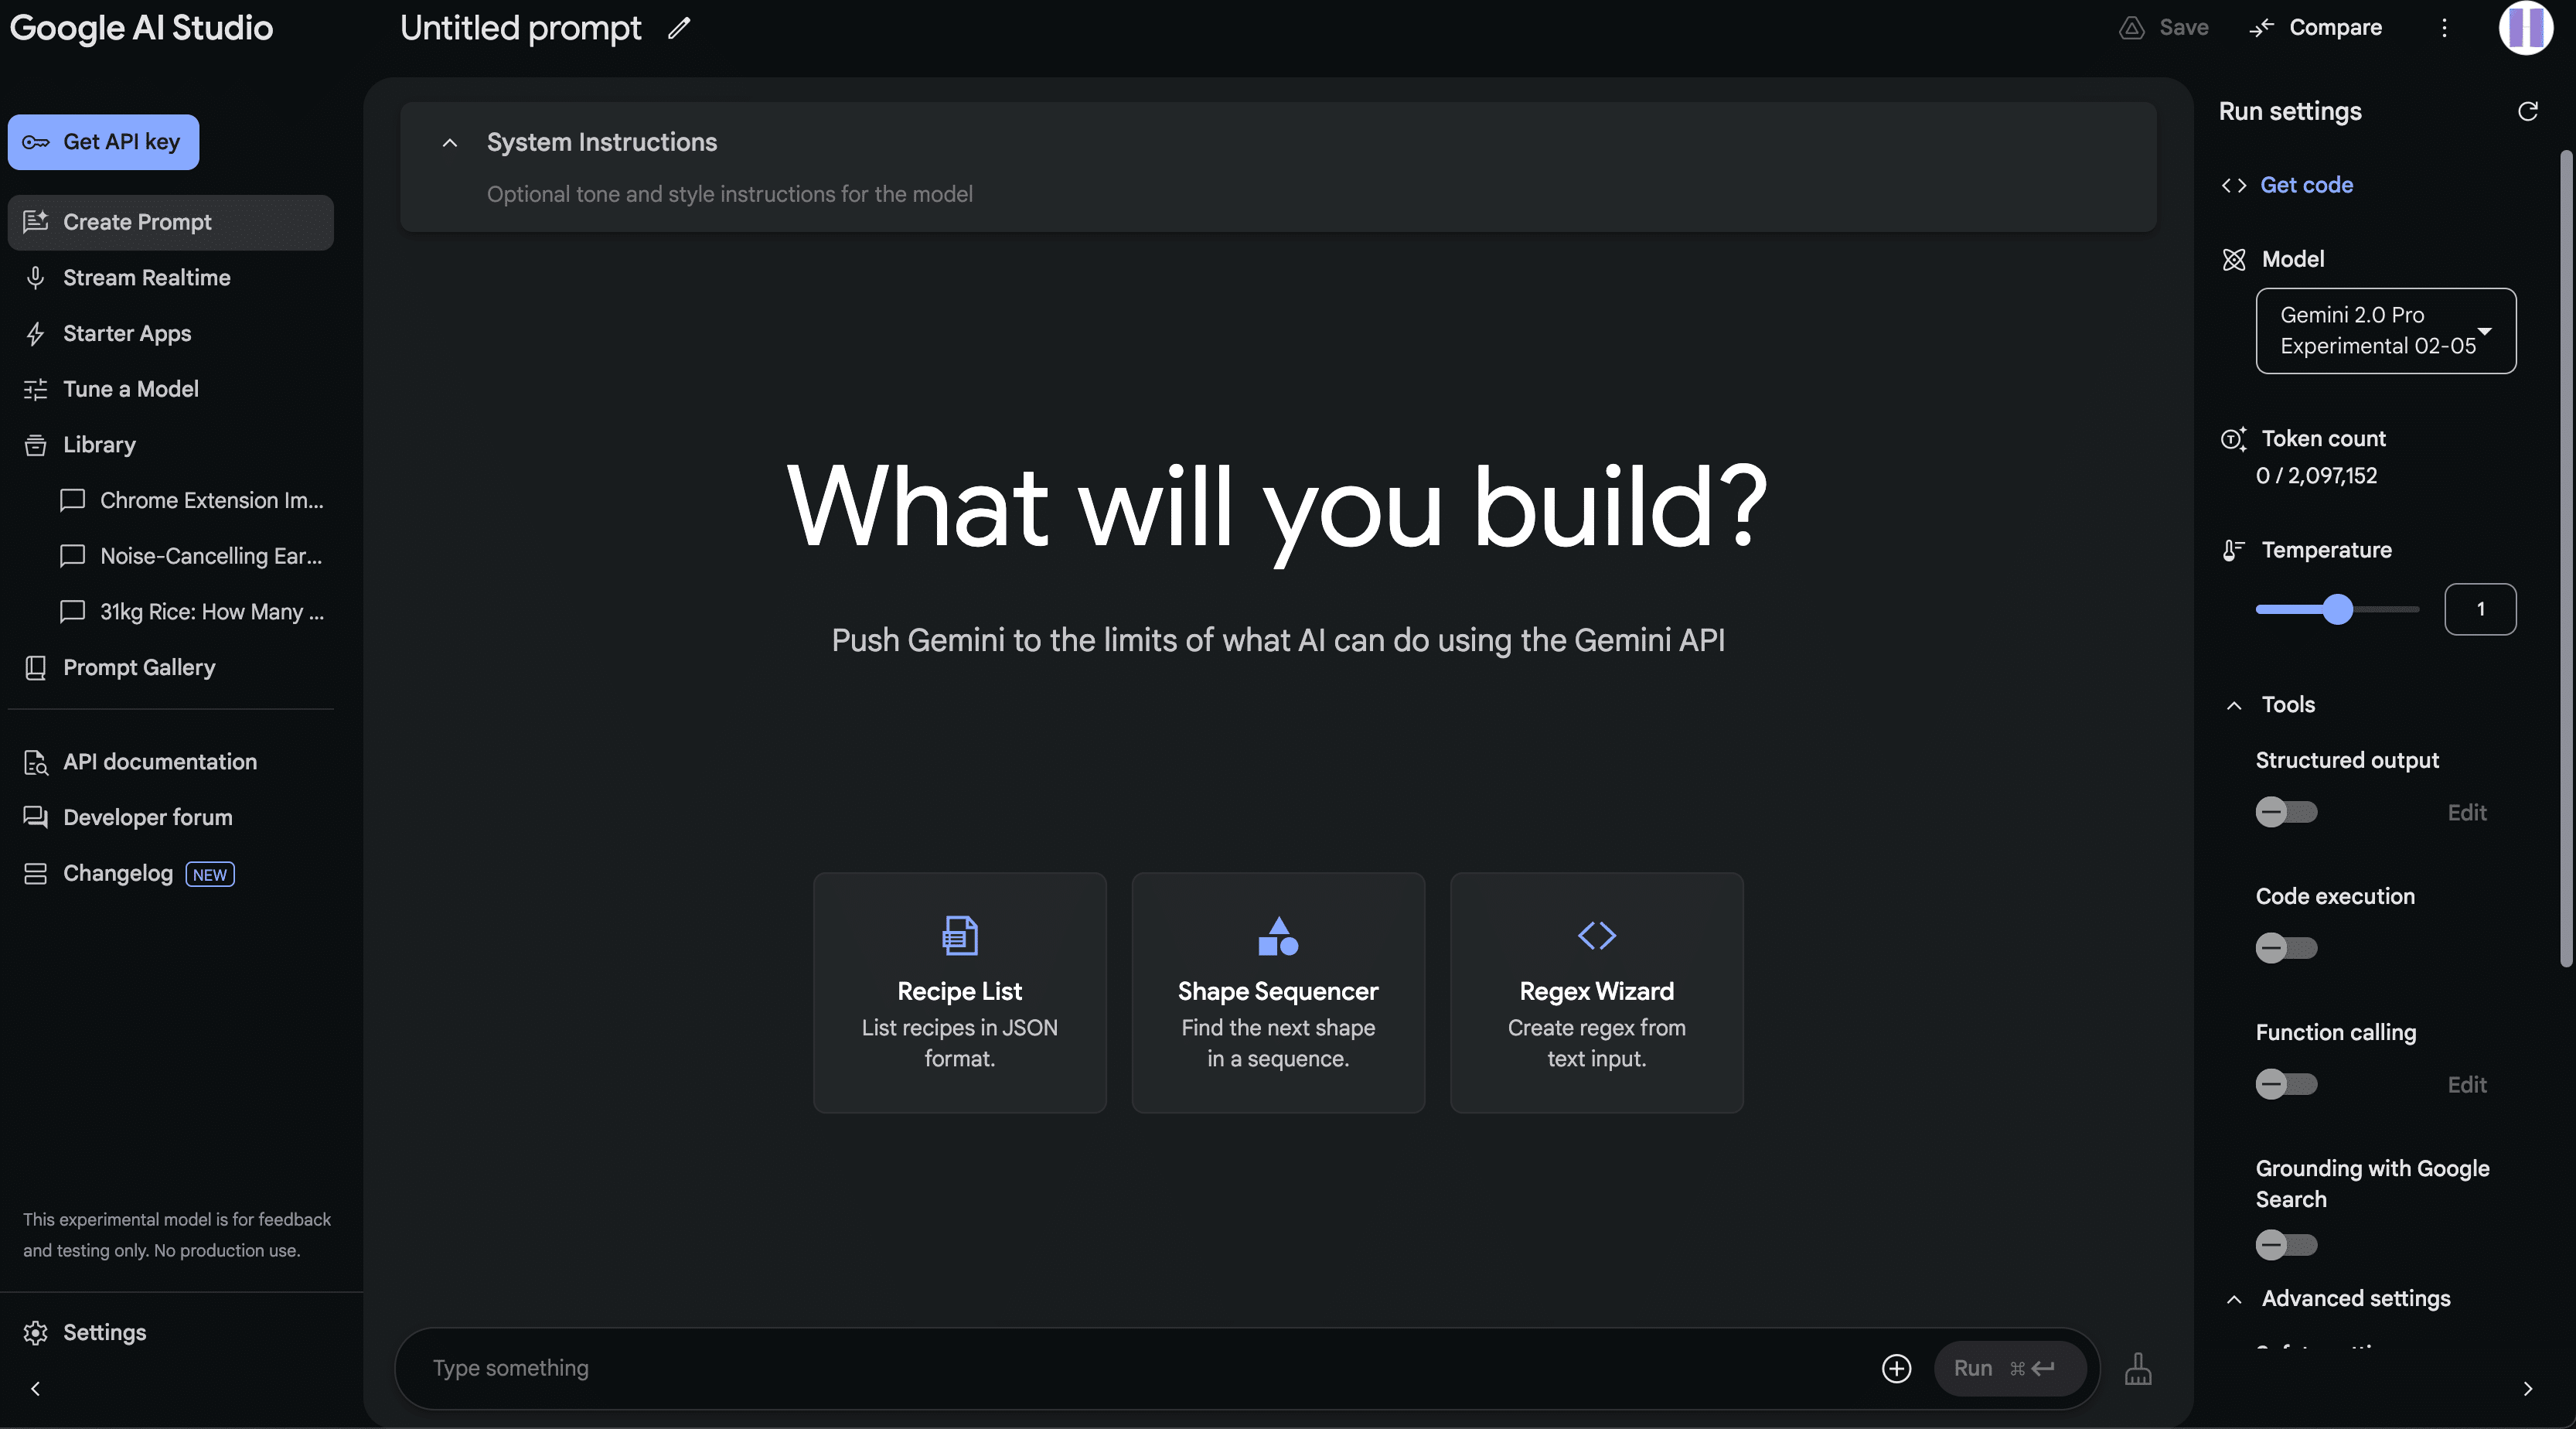 Google AI Studio
Untitled prompt
Save
Compare
Get API key
Create Prompt
Stream Realtime
Starter Apps
Tune a Model
Library
Chrome Extension Im...
Noise-Cancelling Ear...
31kg Rice: How Many ...
Prompt Gallery
API documentation
Developer forum
Changelog NEW
This experimental model is for feedback
and testing only. No production use.
Settings
System Instructions
Optional tone and style instructions for the model
What will you build?
Push Gemini to the limits of what AI can do using the Gemini API
Recipe List
List recipes in JSON
format.
Shape Sequencer
Find the next shape
in a sequence.
Regex Wizard
Create regex from
text input.
Type something
Run ⌘
Run settings
Get code
Model
Gemini 2.0 Pro
Experimental 02-05
Token count
0 / 2,097,152
Temperature
1
Tools
Structured output
Edit
Code execution
Function calling
Edit
Grounding with Google
Search
Advanced settings